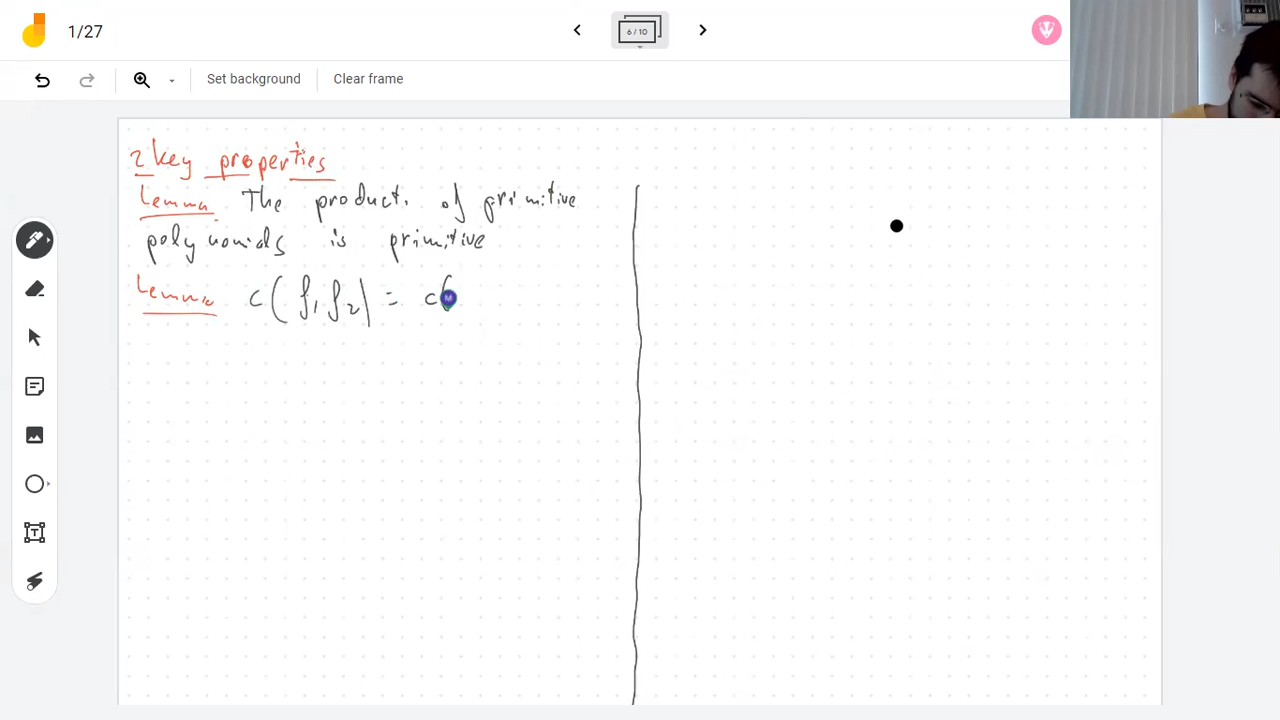 1/27
6 / 10
Set background
Clear frame
2 key properties
Lemma The product of primitive
polynomials is primitive
Lemma c(f₁f₂) = c(
M